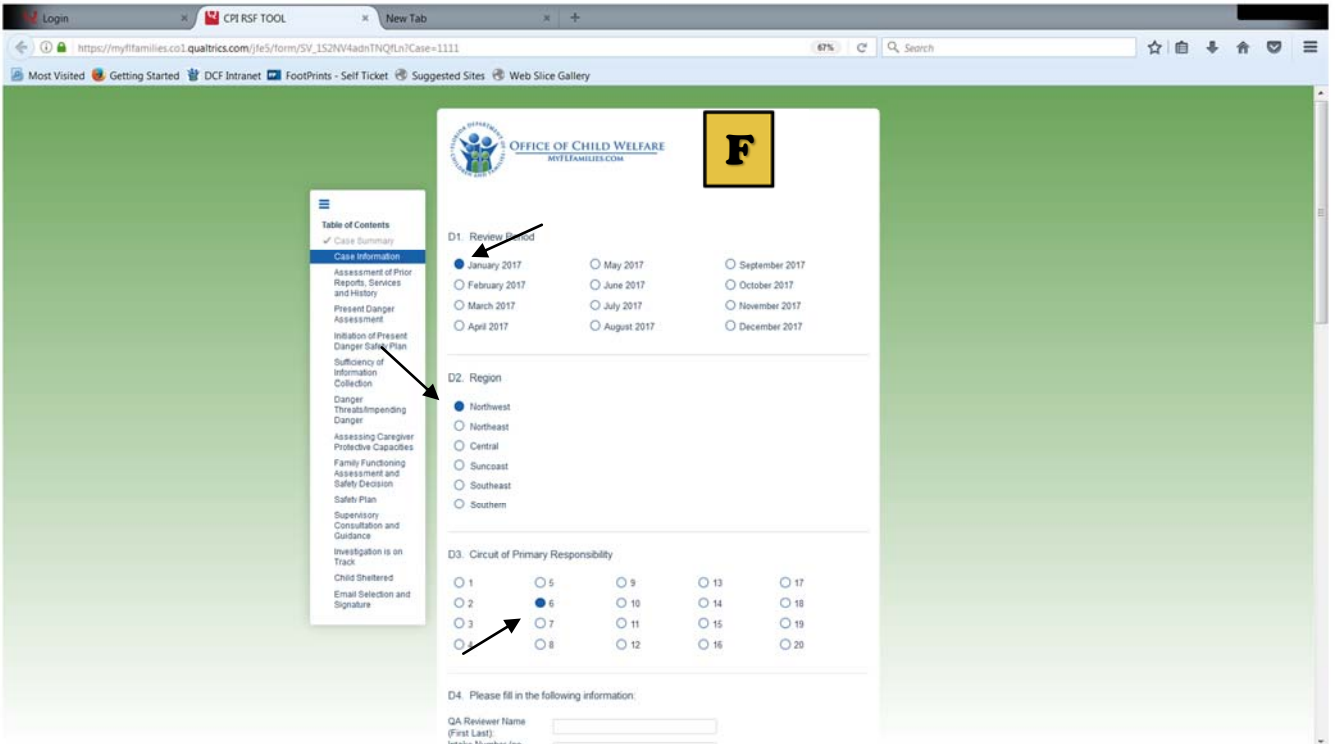 Login
CPI RSF TOOL
New Tab
https://myflfamilies.co1.qualtrics.com/jfe5/form/SV_1S2NV4adnTNQfLn?Case=1111
67%
Search
Most Visited Getting Started DCF Intranet FootPrints - Self Ticket Suggested Sites Web Slice Gallery
OFFICE OF CHILD WELFARE
MYFLFAMILIES.COM
F
Table of Contents
Case Summary
Case Information
Assessment of Prior
Reports, Services
and History
Present Danger
Assessment
Initiation of Present
Danger Safety Plan
Sufficiency of
Information
Collection
Danger
Threats/Impending
Danger
Assessing Caregiver
Protective Capacities
Family Functioning
Assessment and
Safety Decision
Safety Plan
Supervisory
Consultation and
Guidance
Investigation is on
Track
Child Sheltered
Email Selection and
Signature
D1. Review Period
January 2017 May 2017 September 2017
February 2017 June 2017 October 2017
March 2017 July 2017 November 2017
April 2017 August 2017 December 2017
D2. Region
Northwest
Northeast
Central
Suncoast
Southeast
Southern
D3. Circuit of Primary Responsibility
1 5 9 13 17
2 6 10 14 18
3 7 11 15 19
4 8 12 16 20
D4. Please fill in the following information:
QA Reviewer Name
(First Last):
Intake Number (no